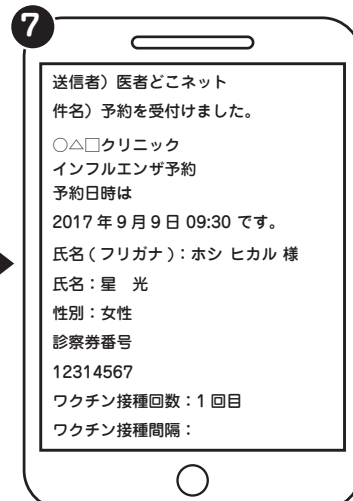 7
送信者）医者どこネット
件名）予約を受付けました。
○△□クリニック
インフルエンザ予約
予約日時は
2017年9月9日 09:30 です。
氏名 ( フリガナ )：ホシ ヒカル 様
氏名：星　光
性別：女性
診察券番号
12314567
ワクチン接種回数：1 回目
ワクチン接種間隔：